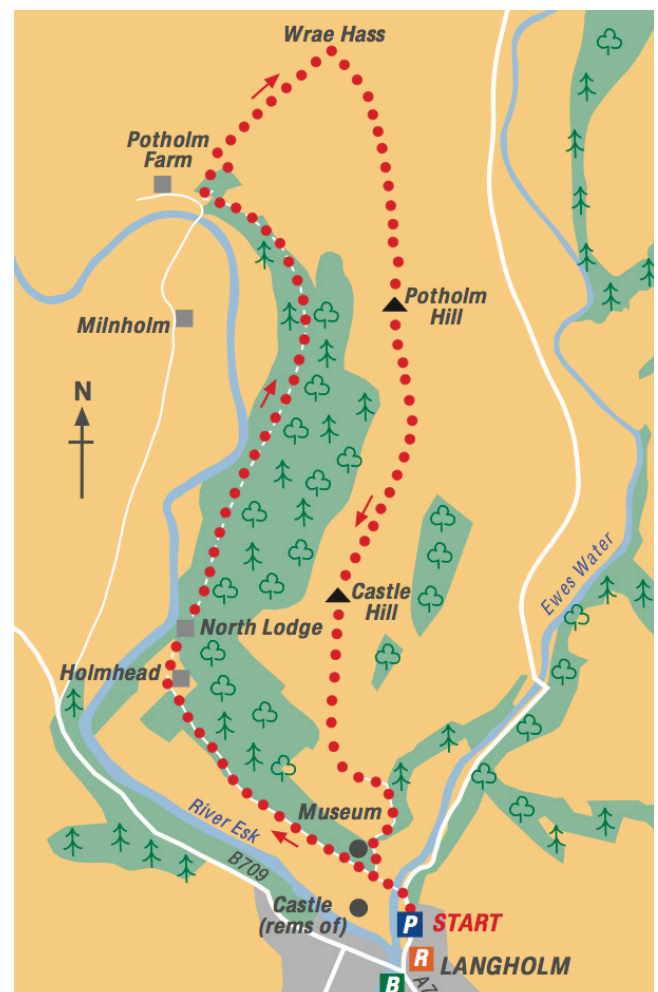 Wrae Hass
Potholm
Farm
Potholm
Hill
Milnholm
N
Ewes Water
Castle
Hill
North Lodge
Holmhead
Museum
River Esk
B709
Castle
(rems of)
P START
R LANGHOLM
B
A7